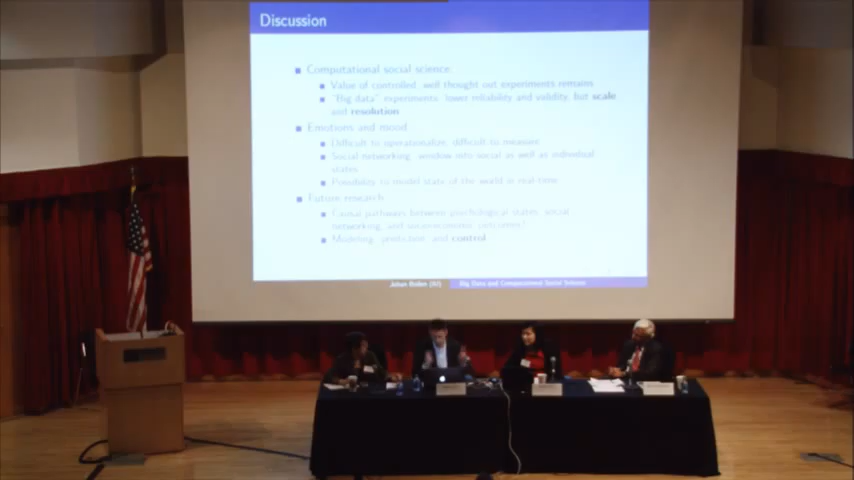 Discussion
Computational social science:
Value of controlled, well thought out experiments remains
"Big data" experiments: lower reliability and validity, but scale
and resolution
Emotions and mood
Difficult to operationalize, difficult to measure
Social networking: window into social as well as individual
states
Possibility to model state of the world in real-time
Future research
Causal pathways between psychological states, social
networking, and socio-economic outcomes?
Modeling, prediction, and control
Johan Bollen (IU)
Big Data and Computational Social Science